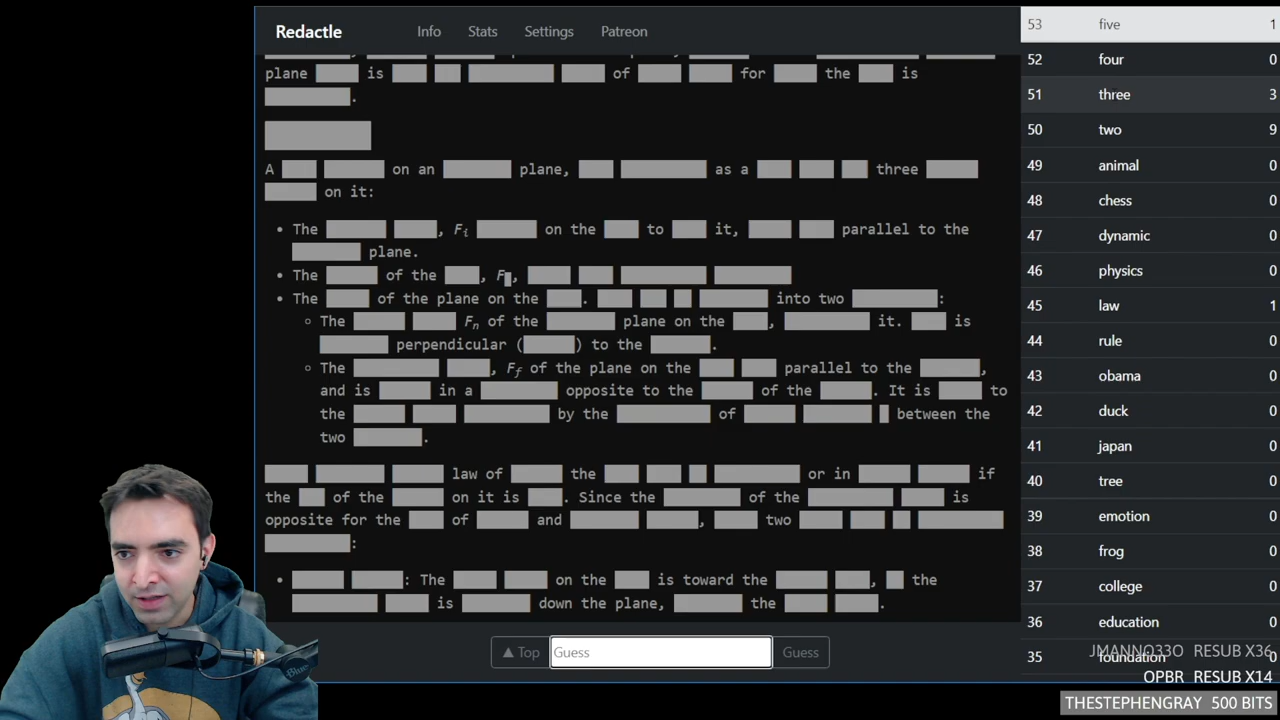 Redactle Info Stats Settings Patreon
plane is of for the is
.
A on an plane, as a three
on it:
• The , Fi on the to it, parallel to the
plane.
• The of the , F ,
• The of the plane on the . into two :
○ The Fn of the plane on the , it. is
perpendicular ( ) to the .
○ The , Ff of the plane on the parallel to the ,
and is in a opposite to the of the . It is to
the by the of between the
two .
law of the or in if
the of the on it is . Since the of the is
opposite for the of and , two
:
• : The on the is toward the , the
is down the plane, the .
▲ Top Guess Guess
53 five 1
52 four 0
51 three 3
50 two 9
49 animal 0
48 chess 0
47 dynamic 0
46 physics 0
45 law 1
44 rule 0
43 obama 0
42 duck 0
41 japan 0
40 tree 0
39 emotion 0
38 frog 0
37 college 0
36 education 0
35 foundation 0
JMANNO33O RESUB X36
OPBR RESUB X14
THESTEPHENGRAY 500 BITS